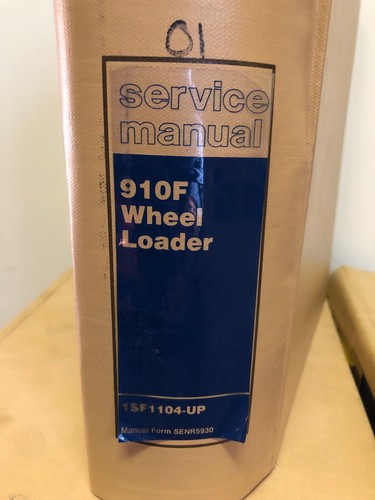 01
service
manual
910F
Wheel
Loader
1SF1104-UP
Manual Form SENR5930